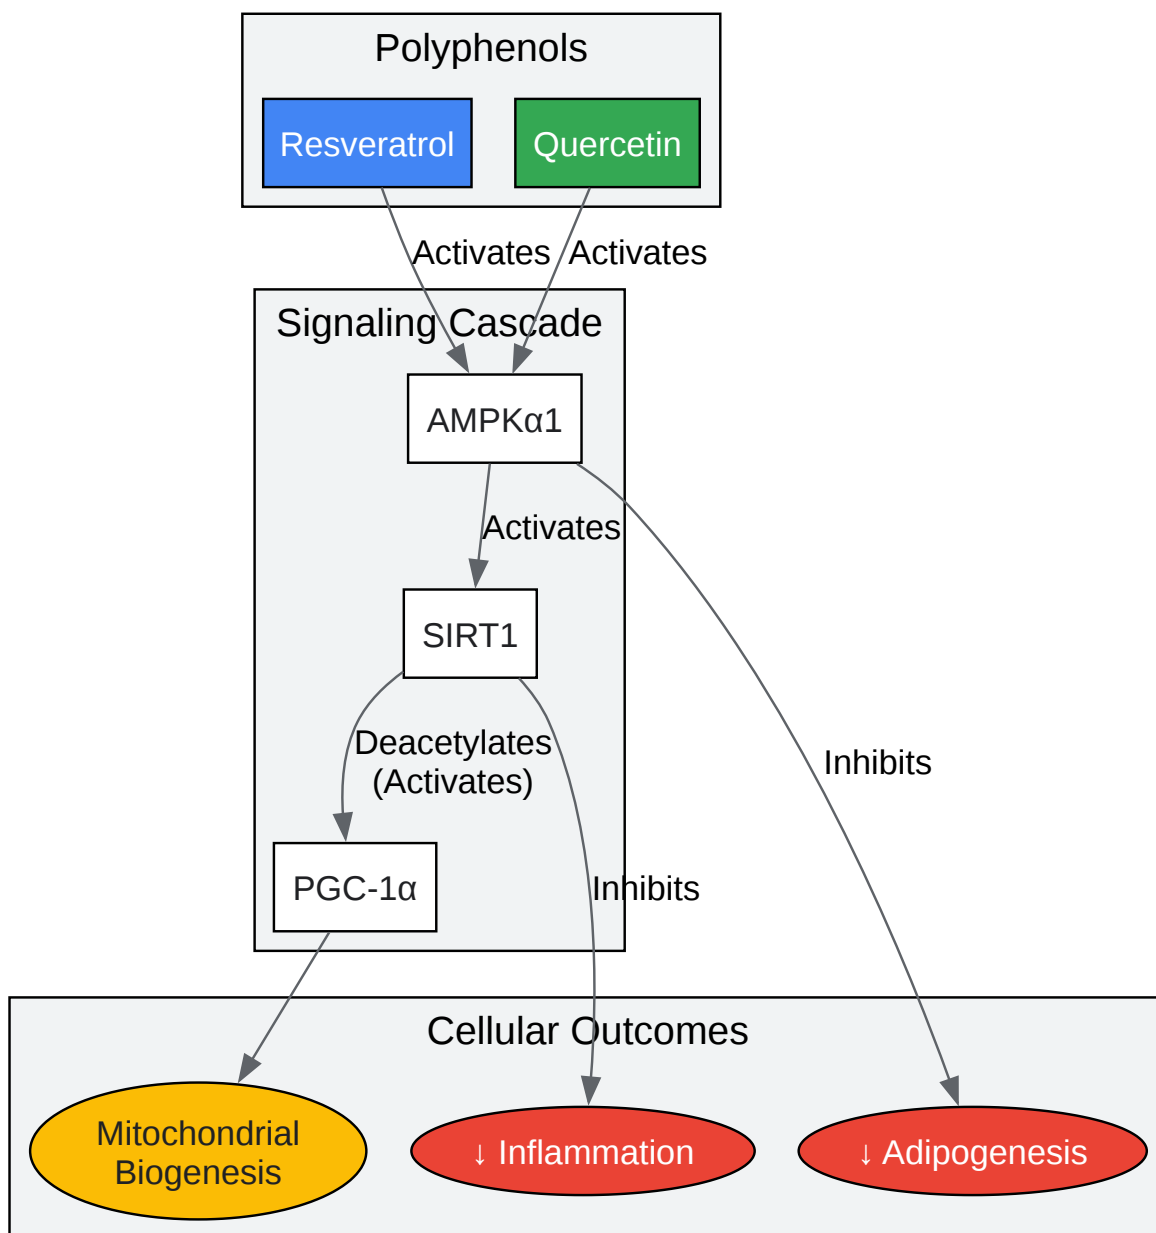 Polyphenols
Resveratrol
Quercetin
Activates
Activates
Signaling Cascade
AMPKα1
Activates
SIRT1
Deacetylates
(Activates)
Inhibits
PGC-1α
Inhibits
Cellular Outcomes
Mitochondrial
Biogenesis
↓ Inflammation
↓ Adipogenesis